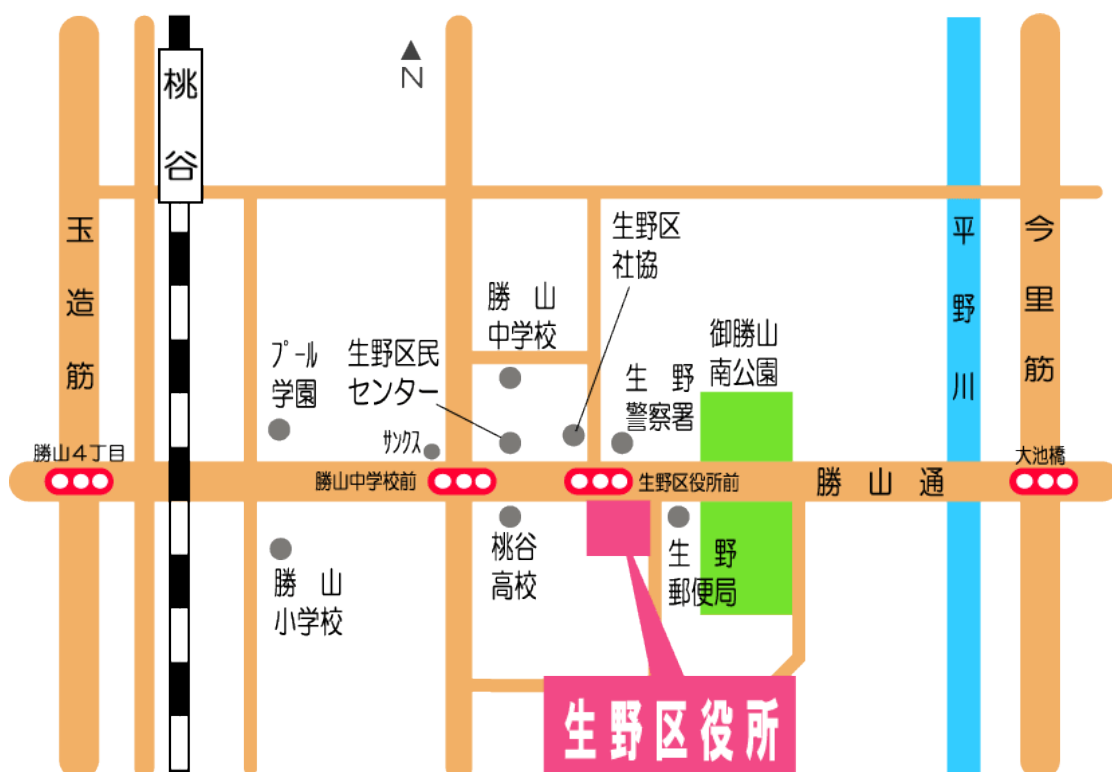 桃谷
N
玉造筋
平野川
今里筋
生野区
社協
勝山
中学校
御勝山
南公園
プール
学園
生野区民
センター
生野
警察署
サンクス
勝山4丁目
勝山中学校前
生野区役所前
勝山通
大池橋
桃谷
高校
生野
郵便局
勝山
小学校
生野区役所